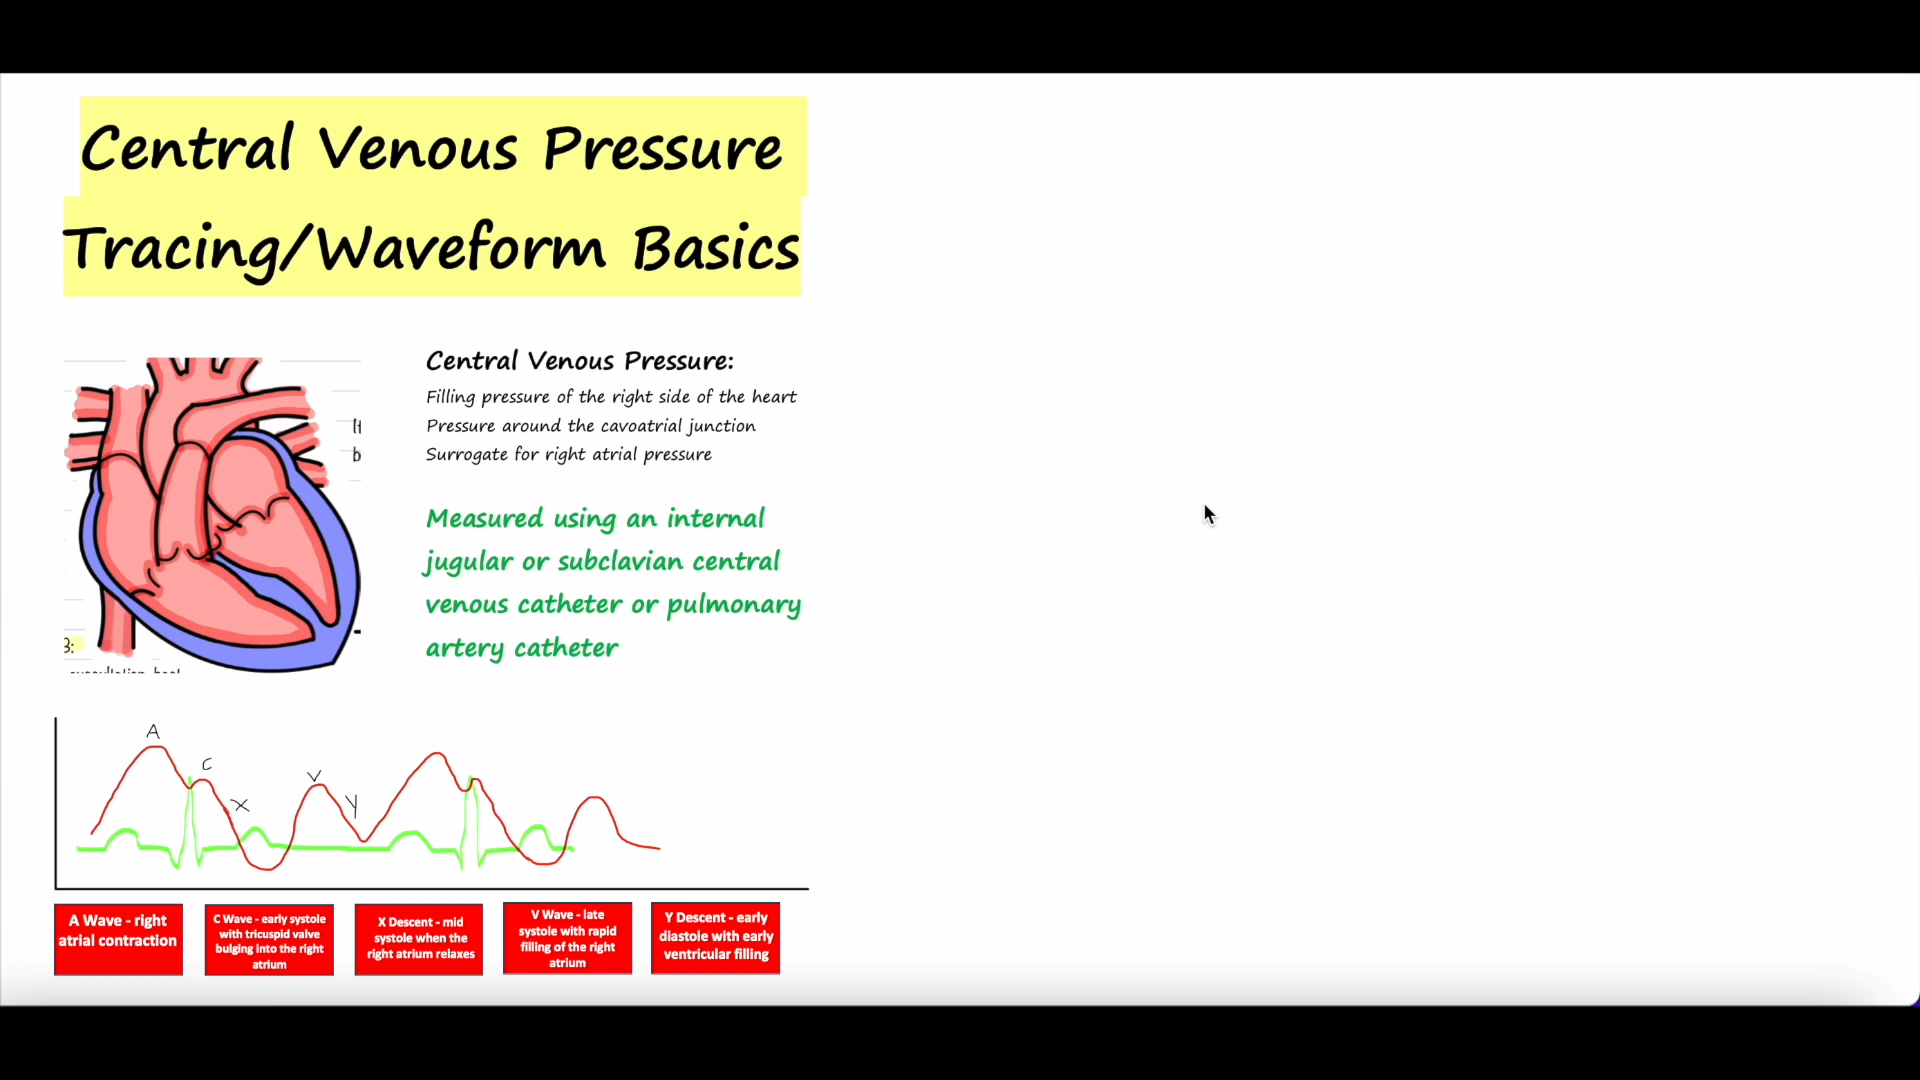 Central Venous Pressure
Tracing/Waveform Basics
Central Venous Pressure:
Filling pressure of the right side of the heart
Pressure around the cavoatrial junction
Surrogate for right atrial pressure
Measured using an internal
jugular or subclavian central
venous catheter or pulmonary
artery catheter
B:
A
C
X
V
Y
A Wave - right
atrial contraction
C Wave - early systole
with tricuspid valve
bulging into the right
atrium
X Descent - mid
systole when the
right atrium relaxes
V Wave - late
systole with rapid
filling of the right
atrium
Y Descent - early
diastole with early
ventricular filling